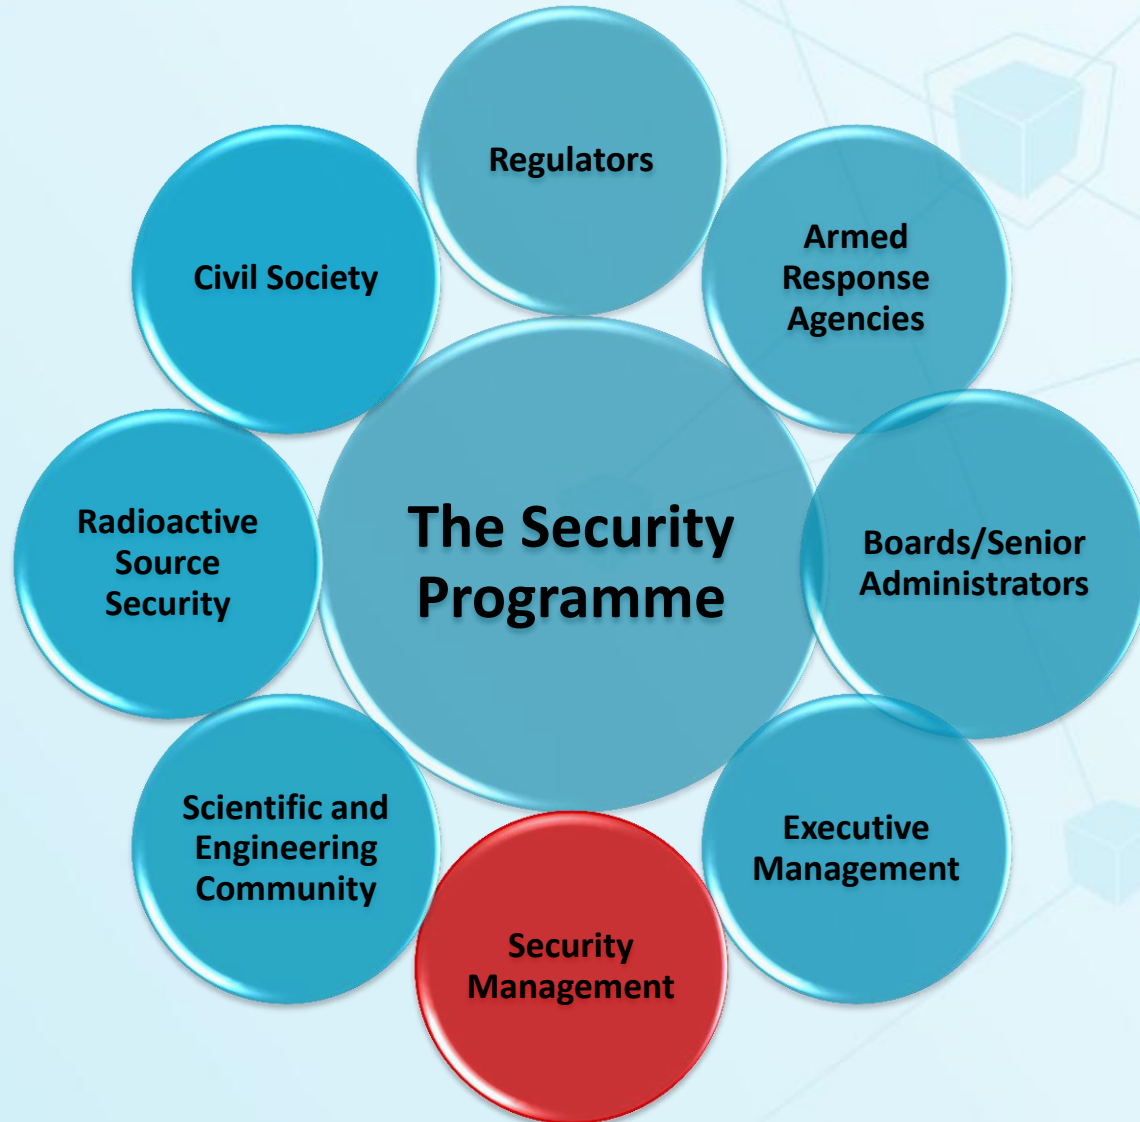 Regulators
Armed
Response
Agencies
Civil Society
The Security
Programme
Boards/Senior
Administrators
Radioactive
Source
Security
Executive
Management
Scientific and
Engineering
Community
Security
Management